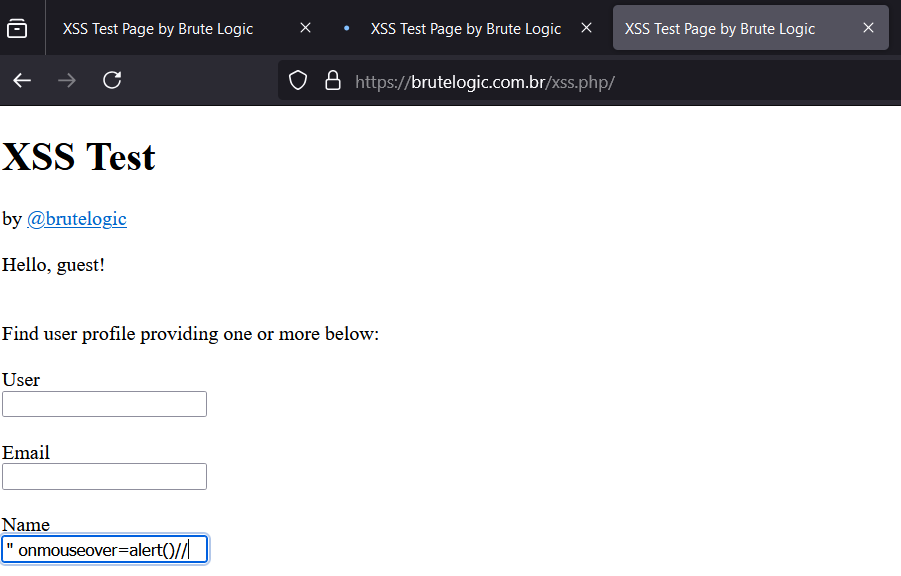 XSS Test Page by Brute Logic XSS Test Page by Brute Logic XSS Test Page by Brute Logic
https://brutelogic.com.br/xss.php/
XSS Test
by @brutelogic
Hello, guest!
Find user profile providing one or more below:
User
Email
Name
" onmouseover=alert()//